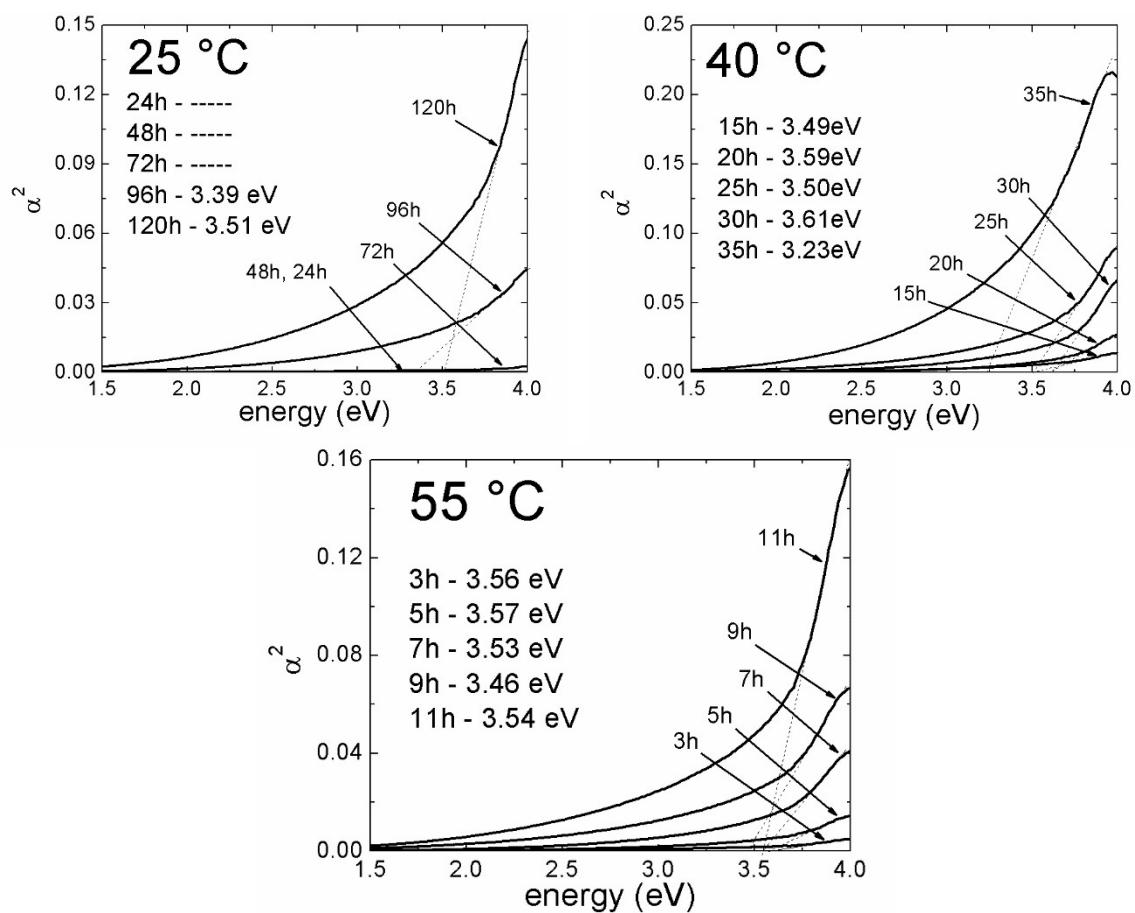 25 °C
24h - -----
48h - -----
72h - -----
96h - 3.39 eV
120h - 3.51 eV
120h
96h
72h
48h, 24h
0.15
0.12
0.09
0.06
0.03
0.00
α²
1.5 2.0 2.5 3.0 3.5 4.0
energy (eV)
40 °C
15h - 3.49eV
20h - 3.59eV
25h - 3.50eV
30h - 3.61eV
35h - 3.23eV
35h
30h
25h
20h
15h
0.25
0.20
0.15
0.10
0.05
0.00
α²
1.5 2.0 2.5 3.0 3.5 4.0
energy (eV)
55 °C
3h - 3.56 eV
5h - 3.57 eV
7h - 3.53 eV
9h - 3.46 eV
11h - 3.54 eV
11h
9h
7h
5h
3h
0.16
0.12
0.08
0.04
0.00
α²
1.5 2.0 2.5 3.0 3.5 4.0
energy (eV)